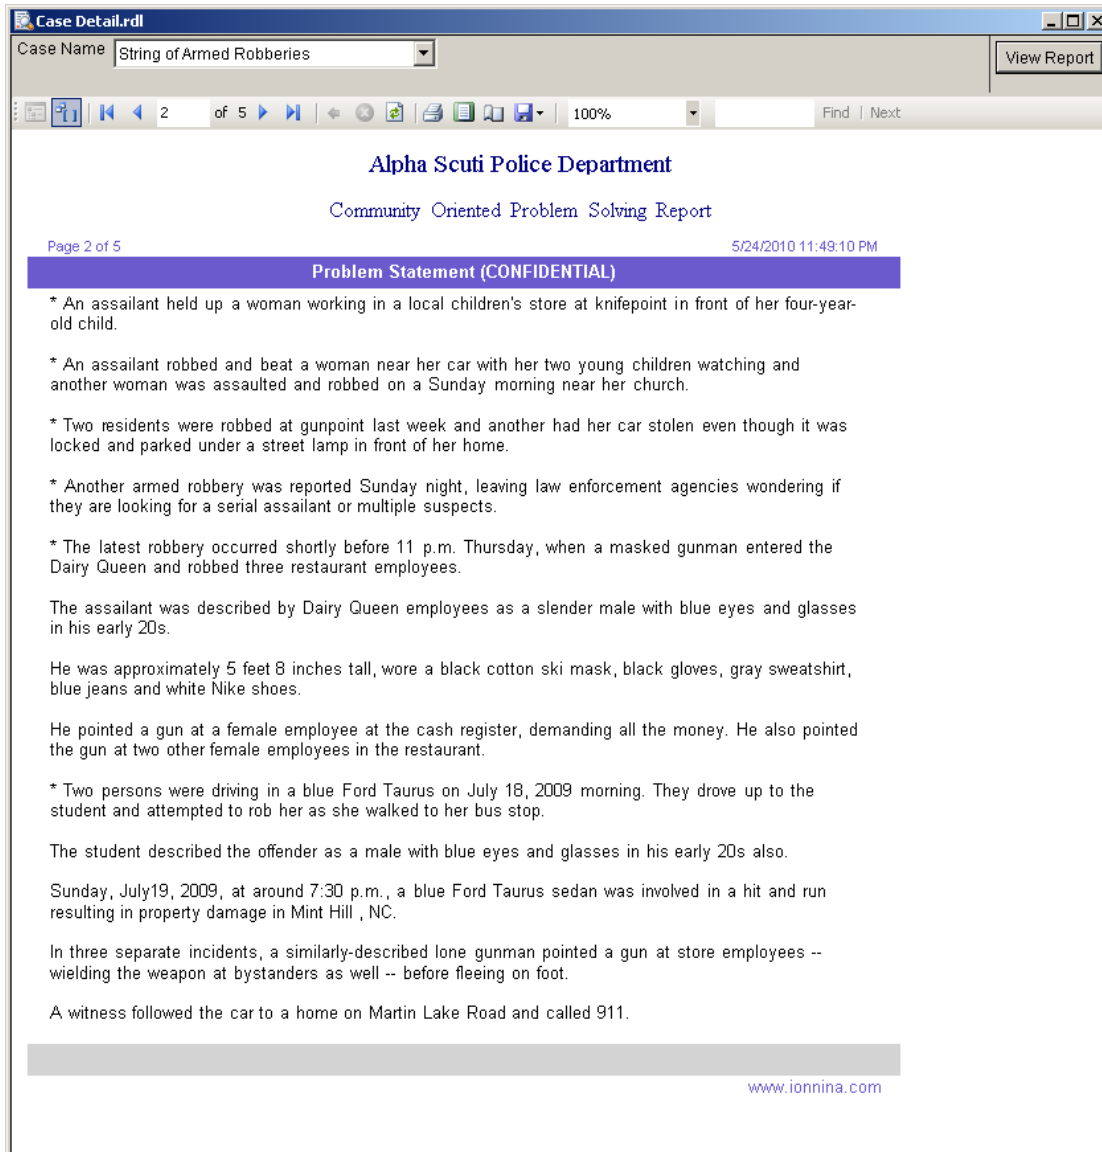 Case Detail.rdl
Case Name String of Armed Robberies
View Report
2 of 5 100% Find | Next
Alpha Scuti Police Department
Community Oriented Problem Solving Report
Page 2 of 5 5/24/2010 11:49:10 PM
Problem Statement (CONFIDENTIAL)
* An assailant held up a woman working in a local children's store at knifepoint in front of her four-year-
old child.
* An assailant robbed and beat a woman near her car with her two young children watching and
another woman was assaulted and robbed on a Sunday morning near her church.
* Two residents were robbed at gunpoint last week and another had her car stolen even though it was
locked and parked under a street lamp in front of her home.
* Another armed robbery was reported Sunday night, leaving law enforcement agencies wondering if
they are looking for a serial assailant or multiple suspects.
* The latest robbery occurred shortly before 11 p.m. Thursday, when a masked gunman entered the
Dairy Queen and robbed three restaurant employees.
The assailant was described by Dairy Queen employees as a slender male with blue eyes and glasses
in his early 20s.
He was approximately 5 feet 8 inches tall, wore a black cotton ski mask, black gloves, gray sweatshirt,
blue jeans and white Nike shoes.
He pointed a gun at a female employee at the cash register, demanding all the money. He also pointed
the gun at two other female employees in the restaurant.
* Two persons were driving in a blue Ford Taurus on July 18, 2009 morning. They drove up to the
student and attempted to rob her as she walked to her bus stop.
The student described the offender as a male with blue eyes and glasses in his early 20s also.
Sunday, July19, 2009, at around 7:30 p.m., a blue Ford Taurus sedan was involved in a hit and run
resulting in property damage in Mint Hill , NC.
In three separate incidents, a similarly-described lone gunman pointed a gun at store employees --
wielding the weapon at bystanders as well -- before fleeing on foot.
A witness followed the car to a home on Martin Lake Road and called 911.
www.ionnina.com